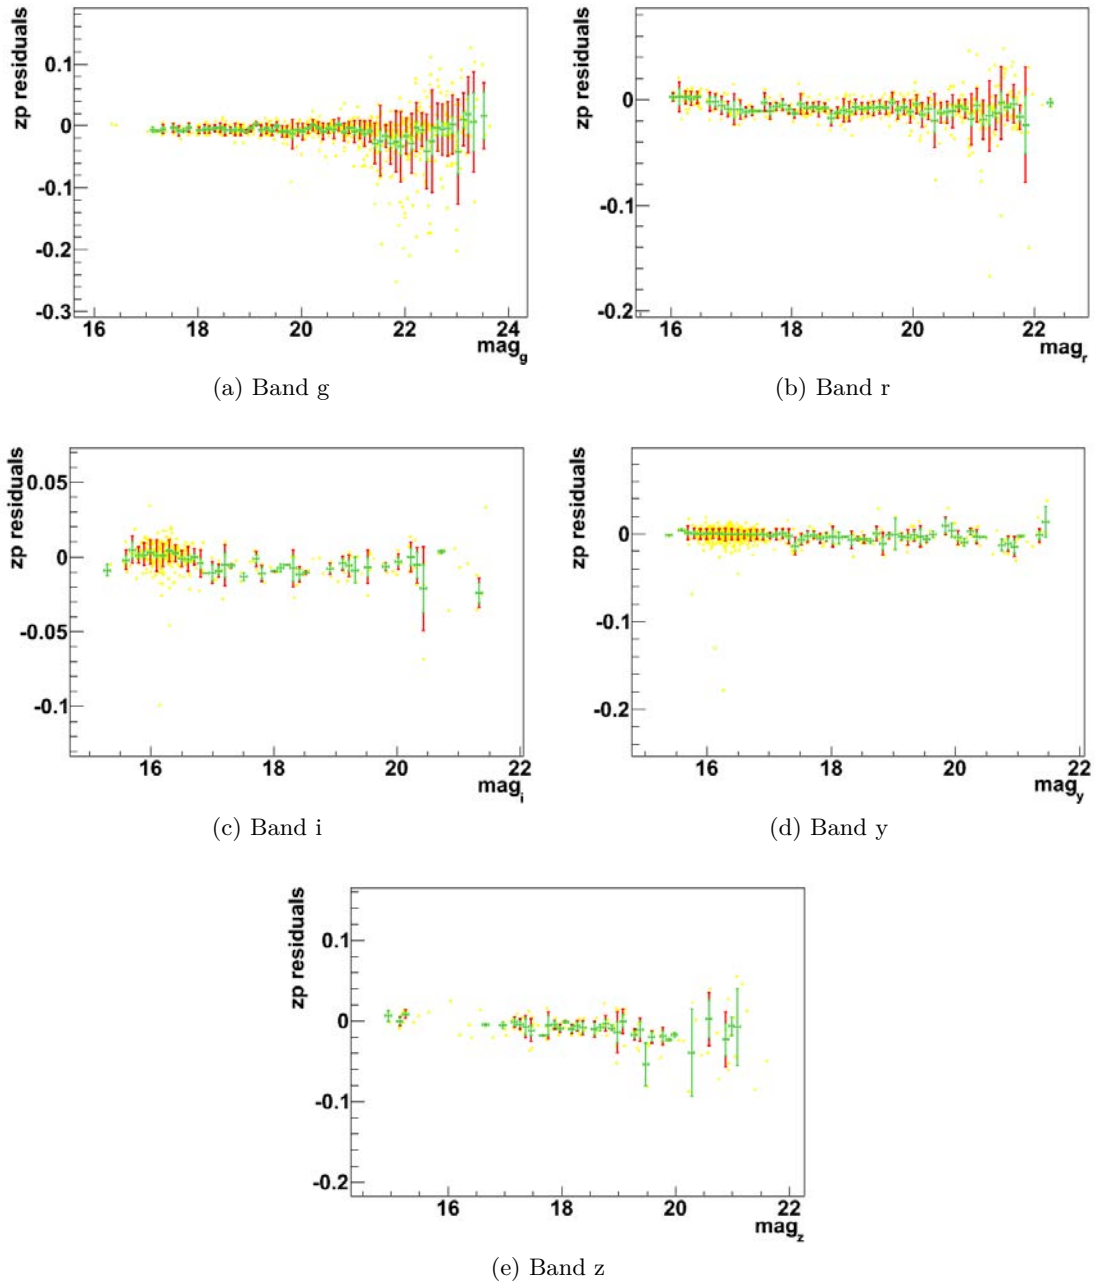 zp residuals
0.1
0
-0.1
-0.2
-0.3
16 18 20 22 24
mag_g
(a) Band g
zp residuals
0
-0.1
-0.2
16 18 20 22
mag_r
(b) Band r
zp residuals
0.05
0
-0.05
-0.1
16 18 20 22
mag_i
(c) Band i
zp residuals
0
-0.1
-0.2
16 18 20 22
mag_y
(d) Band y
zp residuals
0.1
0
-0.1
-0.2
16 18 20 22
mag_z
(e) Band z